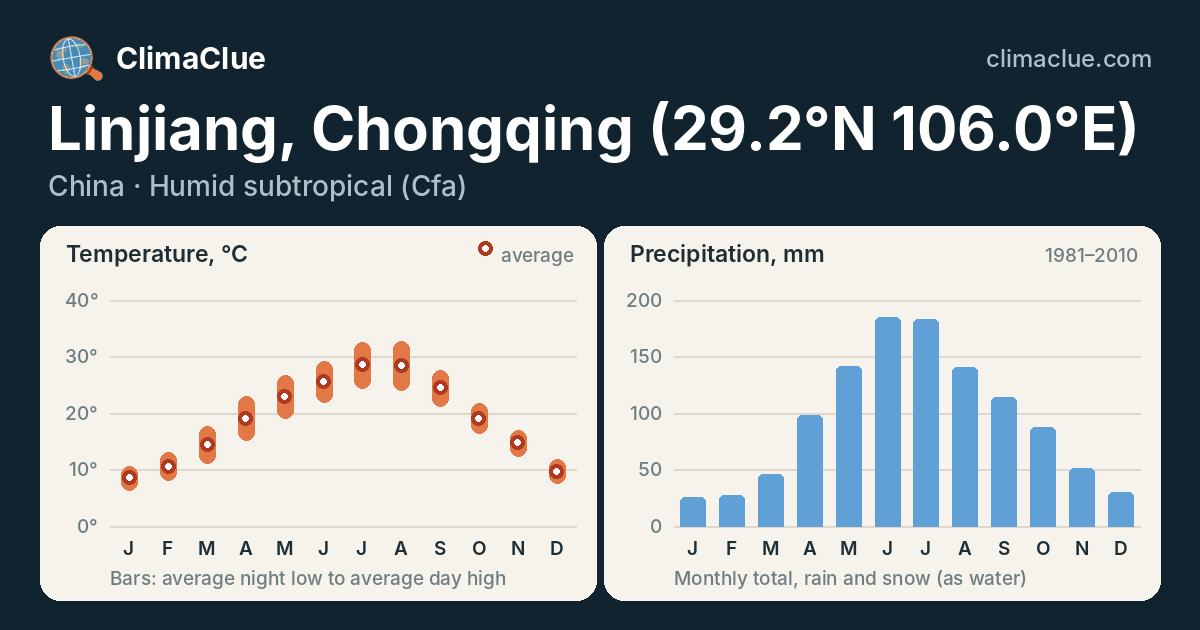 ClimaClue
climaclue.com
Linjiang, Chongqing (29.2°N 106.0°E)
China · Humid subtropical (Cfa)
Temperature, °C
average
40°
30°
20°
10°
0°
J F M A M J J A S O N D
Bars: average night low to average day high
Precipitation, mm
1981–2010
200
150
100
50
0
J F M A M J J A S O N D
Monthly total, rain and snow (as water)